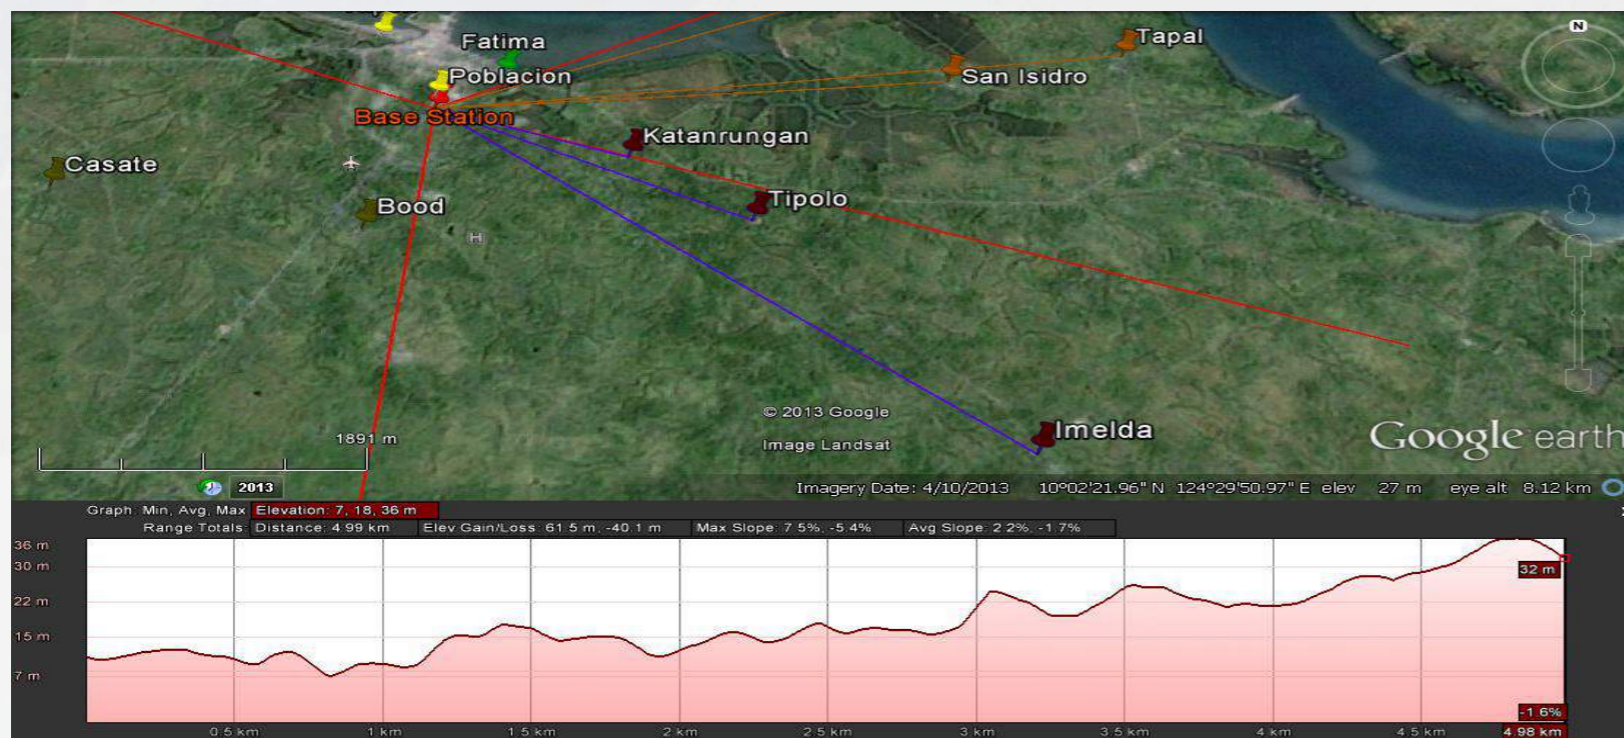 N
Tapal
Fatima
San Isidro
Poblacion
Base Station
Katanrungan
Casate
Tipolo
Bood
H
© 2013 Google
Imelda
1891 m
Image Landsat
Google earth
2013
Imagery Date: 4/10/2013 10°02'21.96" N 124°29'50.97" E elev 27 m eye alt 8.12 km
Graph: Min, Avg, Max Elevation: 7, 18, 36 m
Range Totals: Distance: 4.99 km Elev Gain/Loss: 61.5 m, -40.1 m Max Slope: 7.5%, -5.4% Avg Slope: 2.2%, -1.7%
36 m
30 m
32 m
22 m
15 m
7 m
-1.6%
0.5 km 1 km 1.5 km 2 km 2.5 km 3 km 3.5 km 4 km 4.5 km 4.98 km